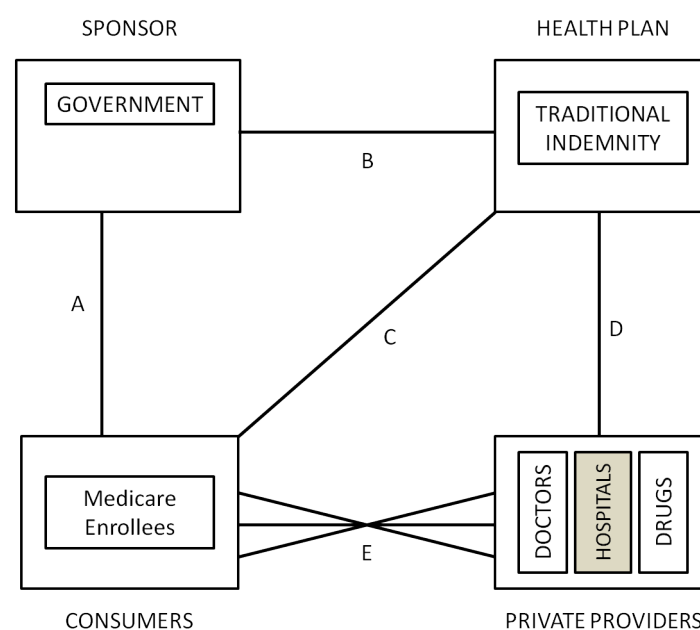 SPONSOR
HEALTH PLAN
GOVERNMENT
TRADITIONAL
INDEMNITY
B
A
C
D
Medicare
Enrollees
DOCTORS
HOSPITALS
DRUGS
E
CONSUMERS
PRIVATE PROVIDERS